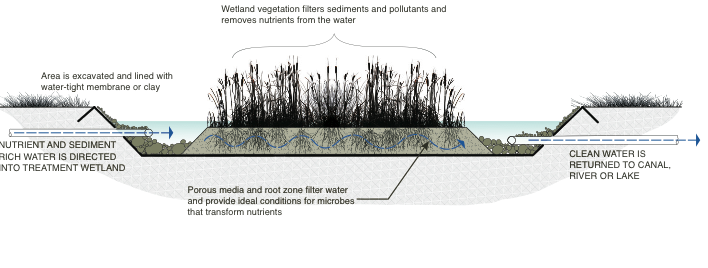 Wetland vegetation filters sediments and pollutants and
removes nutrients from the water
Area is excavated and lined with
water-tight membrane or clay
NUTRIENT AND SEDIMENT
RICH WATER IS DIRECTED
INTO TREATMENT WETLAND
CLEAN WATER IS
RETURNED TO CANAL,
RIVER OR LAKE
Porous media and root zone filter water
and provide ideal conditions for microbes
that transform nutrients